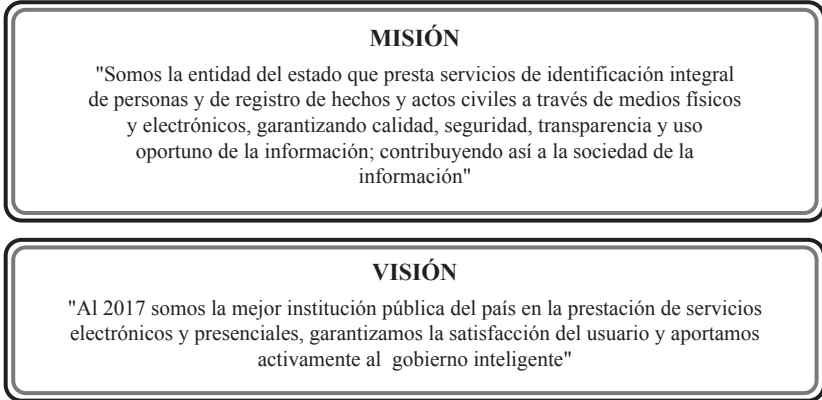 MISIÓN
"Somos la entidad del estado que presta servicios de identificación integral
de personas y de registro de hechos y actos civiles a través de medios físicos
y electrónicos, garantizando calidad, seguridad, transparencia y uso
oportuno de la información; contribuyendo así a la sociedad de la
información"
VISIÓN
"Al 2017 somos la mejor institución pública del país en la prestación de servicios
electrónicos y presenciales, garantizamos la satisfacción del usuario y aportamos
activamente al gobierno inteligente"